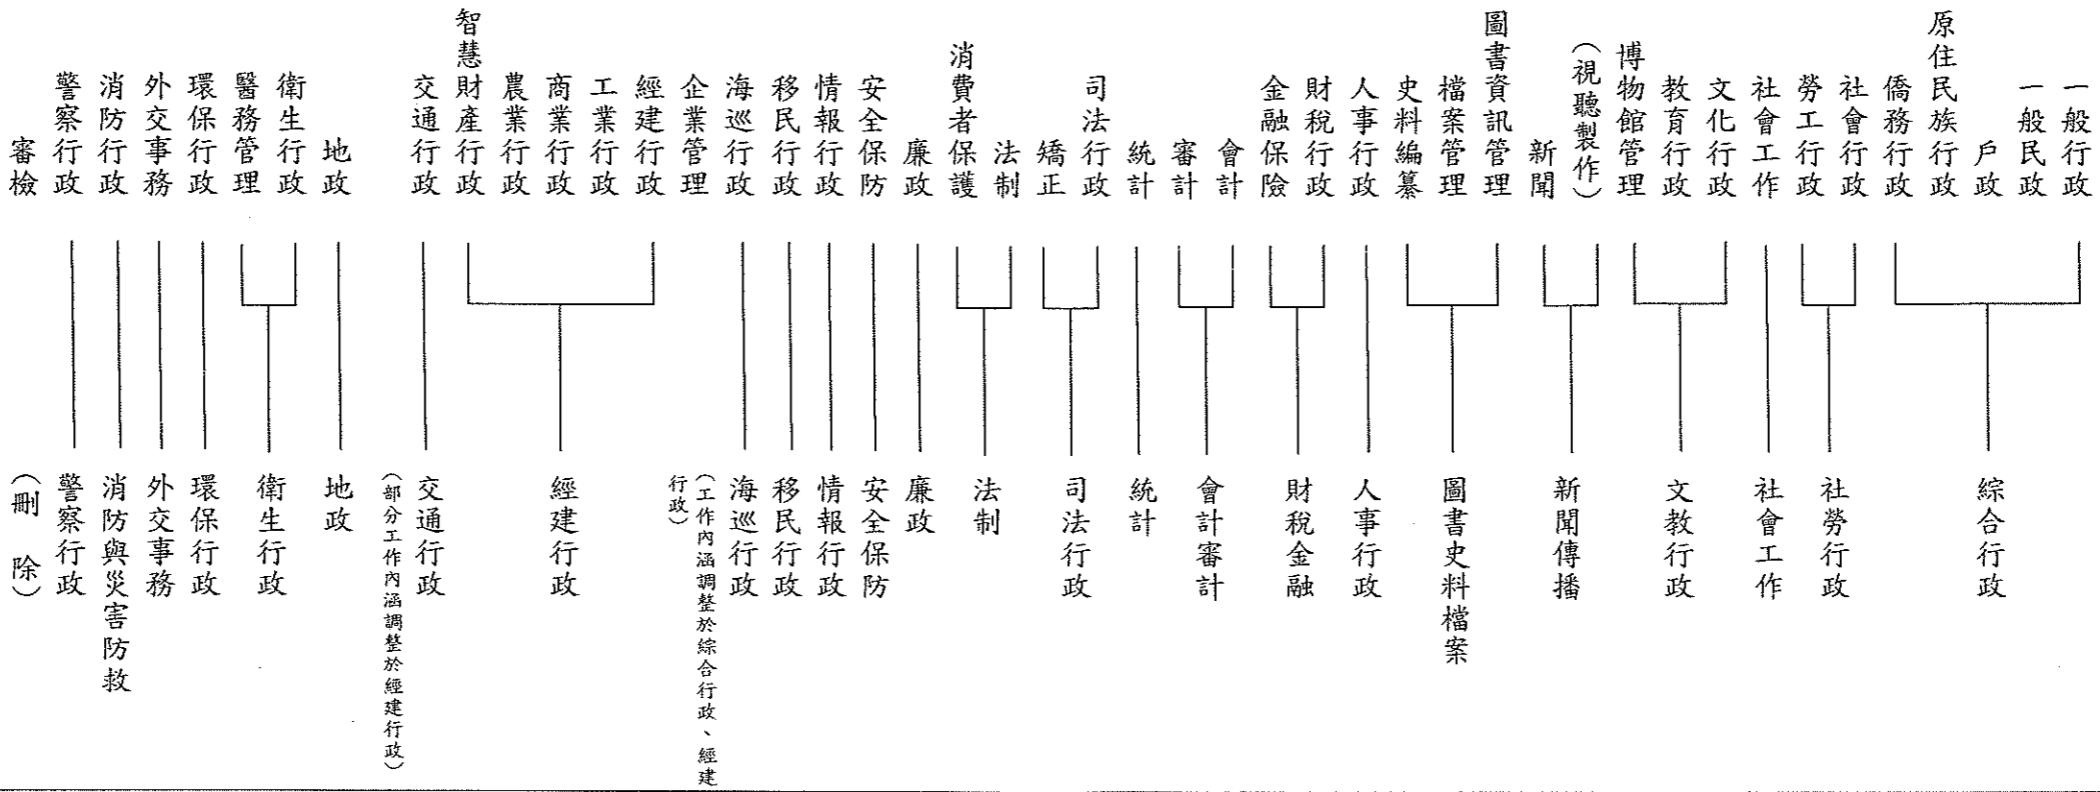 一般行政
一般民政
戶政
原住民族行政
僑務行政
社會行政
勞工行政
社會工作
文化行政
教育行政
博物館管理
(視聽製作)
新聞
圖書資訊管理
檔案管理
史料編纂
人事行政
財稅行政
金融保險
會計
審計
統計
司法行政
矯正
法制
消費者保護
廉政
安全保防
情報行政
移民行政
海巡行政
企業管理
經建行政
工業行政
商業行政
農業行政
智慧財產行政
交通行政
地政
衛生行政
醫務管理
環保行政
外交事務
消防行政
警察行政
審檢
綜合行政
社勞行政
社會工作
文教行政
新聞傳播
圖書史料檔案
人事行政
財稅金融
會計審計
統計
司法行政
法制
廉政
安全保防
情報行政
移民行政
海巡行政
(工作內涵調整於綜合行政、經建
行政)
經建行政
交通行政
(部分工作內涵調整於經建行政)
地政
衛生行政
環保行政
外交事務
消防與災害防救
警察行政
(刪 除)